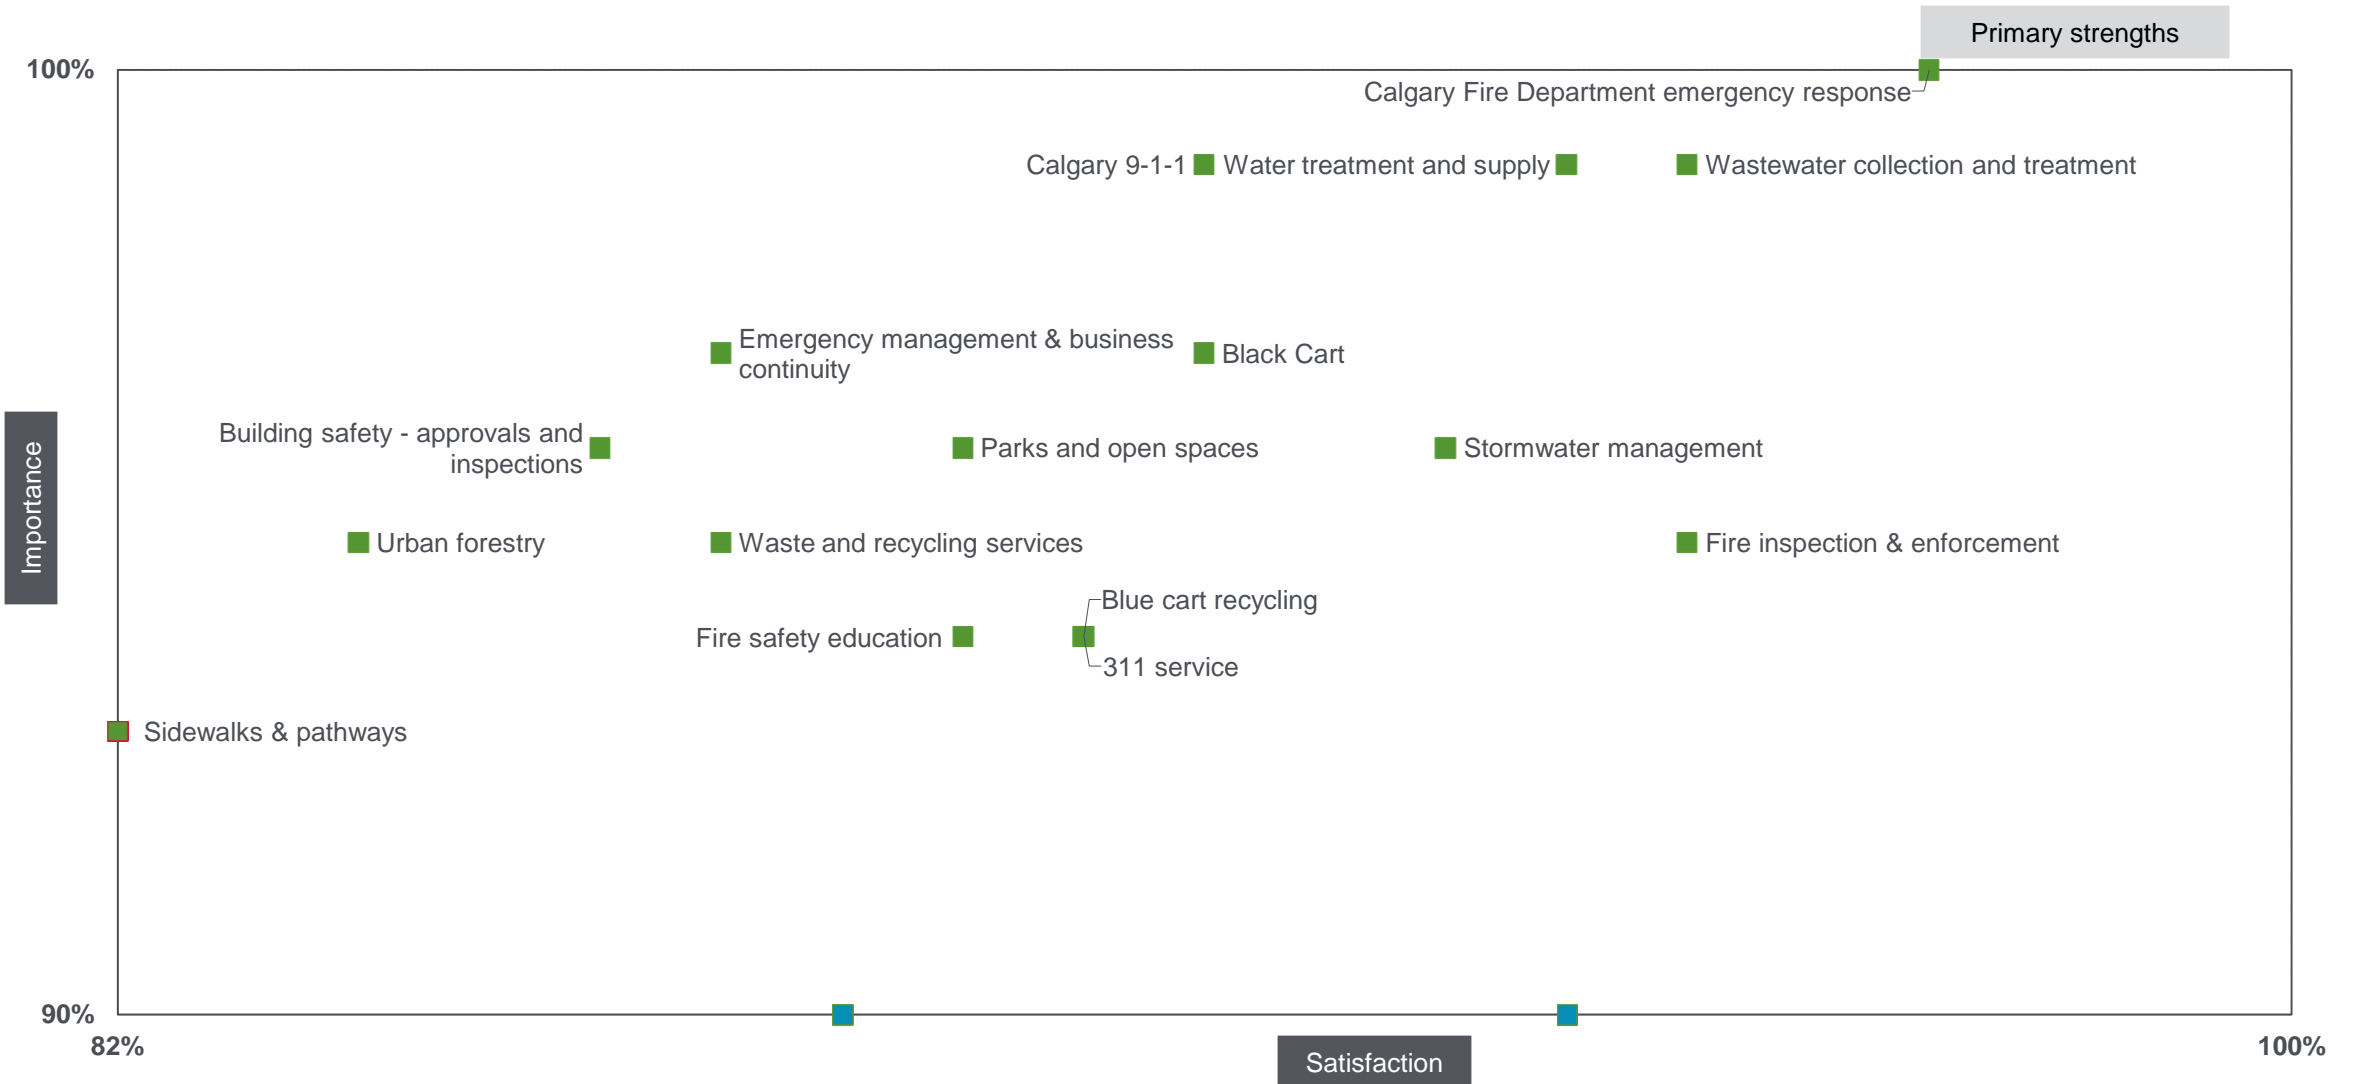 Primary strengths
100%
Calgary Fire Department emergency response
Calgary 9-1-1
Water treatment and supply
Wastewater collection and treatment
Emergency management & business
continuity
Black Cart
Building safety - approvals and
inspections
Parks and open spaces
Stormwater management
Importance
Urban forestry
Waste and recycling services
Fire inspection & enforcement
Blue cart recycling
Fire safety education
311 service
Sidewalks & pathways
90%
82%
100%
Satisfaction